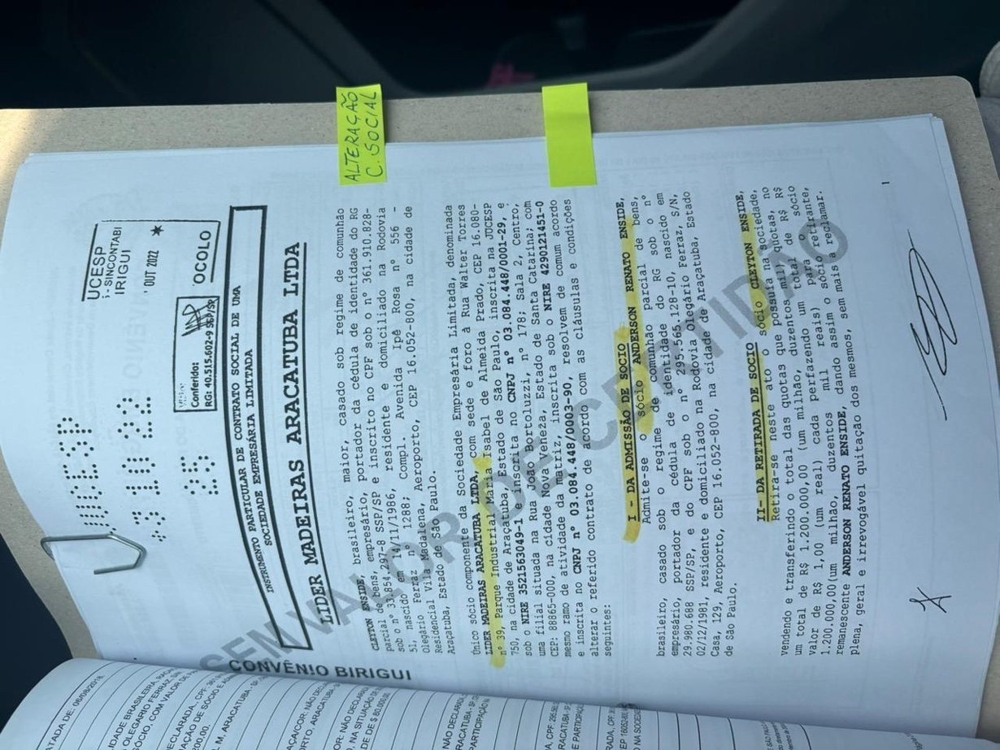 JUCESP
25
UCESP
SINCONTABI
IRIGUI
OUT 2022 *
OCOLO
Conferido:
RG: 40.515.602-9 SSP/SP
ALTERAÇÃO
C. SOCIAL
INSTRUMENTO PARTICULAR DE CONTRATO SOCIAL DE UMA
SOCIEDADE EMPRESÁRIA LIMITADA
LIDER MADEIRAS ARACATUBA LTDA
CLEYTON ENSIDE, brasileiro, maior, casado sob regime de comunhão
parcial de bens, empresário, portador da cédula de identidade do RG
sob o nº 33.854.297-8 SSP/SP e inscrito no CPF sob o nº 361.910.828-
51, nascido em 14/11/1986, residente e domiciliado na Rodovia
Olegário Ferraz nº 1288; Compl. Avenida Ipê Rosa nº 556 –
Residencial Vila Madalena, Aeroporto, CEP 16.052-800, na cidade de
Araçatuba, Estado de São Paulo.
Único sócio componente da Sociedade Empresária Limitada, denominada
LIDER MADEIRAS ARACATUBA LTDA, com sede e foro à Rua Walter Torres
nº 39, Parque Industrial Maria Isabel de Almeida Prado, CEP 16.080-
750, na cidade de Araçatuba, Estado de São Paulo, inscrita na JUCESP
sob o NIRE 3521563049-1 inscrita no CNPJ nº 03.084.448/0001-29, e
uma filial situada na Rua João Bortoluzzi, nº 178; Sala 2, Centro,
CEP: 88865-000, na cidade Nova Veneza, Estado de Santa Catarina; com
mesmo ramo de atividade da matriz, inscrita sob o NIRE 4290121451-0
e inscrita no CNPJ nº 03.084.448/0003-90, resolvem de comum acordo
alterar o referido contrato de acordo com as cláusulas e condições
seguintes:
I - DA ADMISSÃO DE SOCIO ANDERSON RENATO ENSIDE,
Admite-se o sócio ANDERSON RENATO ENSIDE,
brasileiro, casado sob o regime de comunhão parcial de bens,
empresário, portador da cédula de identidade do RG sob o nº
29.980.688 SSP/SP, e do CPF sob o nº 295.565.128-10, nascido em
02/12/1981, residente e domiciliado na Rodovia Olegário Ferraz, S/N,
Casa, 129, Aeroporto, CEP 16.052-800, na cidade de Araçatuba, Estado
de São Paulo.
II- DA RETIRADA DE SOCIO CLEYTON ENSIDE,
Retira-se neste ato o sócio CLEYTON ENSIDE,
vendendo e transferindo o total das quotas que possuía na sociedade, no
um total de R$ 1.200.000,00 (um milhão, duzentos mil) quotas, no
valor de R$ 1,00 (um real) cada perfazendo um total de R$
1.200.000,00(um milhão, duzentos mil reais) para o sócio
remanescente ANDERSON RENATO ENSIDE, dando assim o sócio retirante,
plena, geral e irrevogável quitação dos mesmos, sem mais a reclamar.
1
SEM VALOR DE CERTIDÃO
CONVÊNIO BIRIGUI